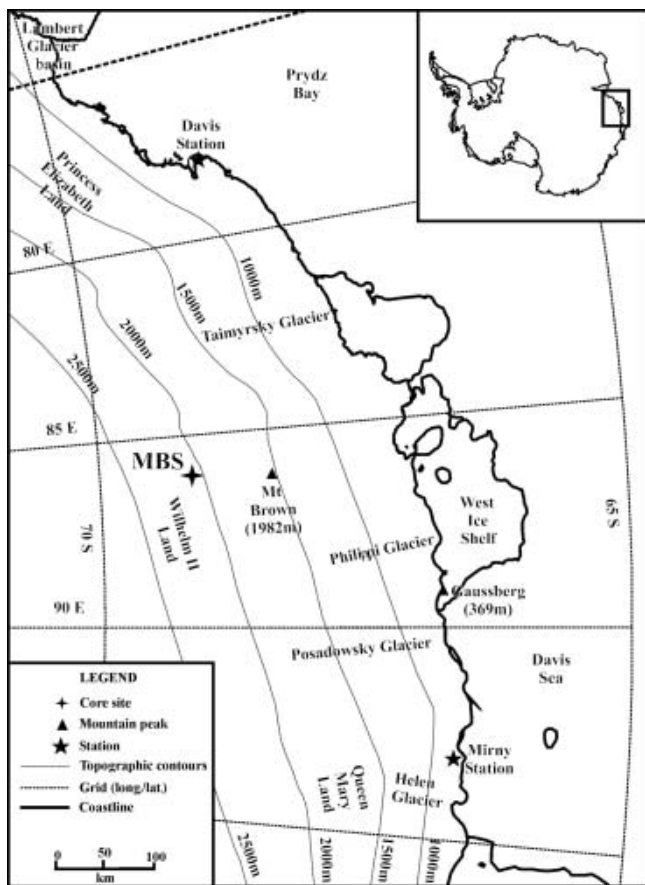 Lambert
Glacier
basin
Prydz
Bay
Davis
Station
Princess
Elizabeth
Land
80 E
1000m
1500m
2000m
2500m
Taimyrsky Glacier
85 E
MBS
Mt
Brown
(1982m)
Wilhelm II
Land
West
Ice
Shelf
65 S
70 S
Philippi Glacier
Gaussberg
(369m)
90 E
Posadowsky Glacier
Davis
Sea
Mirny
Station
Queen
Mary
Land
Helen
Glacier
2500m
2000m
1500m
1000m
LEGEND
Core site
Mountain peak
Station
Topographic contours
Grid (long./lat.)
Coastline
0 50 100
km